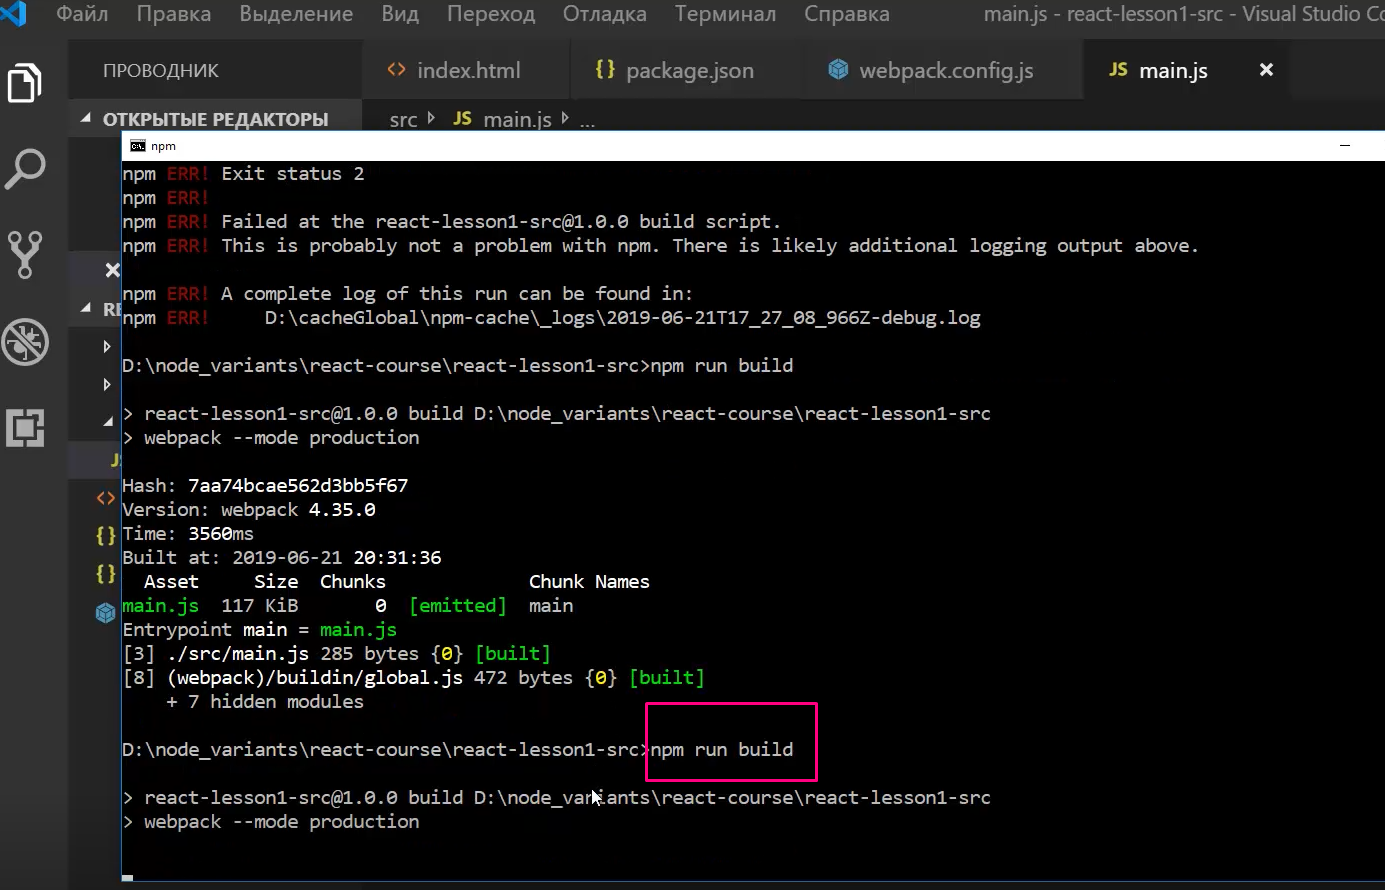 Файл Правка Выделение Вид Переход Отладка Терминал Справка main.js - react-lesson1-src - Visual Studio
ПРОВОДНИК
<> index.html {} package.json webpack.config.js JS main.js ×
ОТКРЫТЫЕ РЕДАКТОРЫ
src JS main.js ...
npm
npm ERR! Exit status 2
npm ERR!
npm ERR! Failed at the react-lesson1-src@1.0.0 build script.
npm ERR! This is probably not a problem with npm. There is likely additional logging output above.
npm ERR! A complete log of this run can be found in:
npm ERR!     D:\cacheGlobal\npm-cache\_logs\2019-06-21T17_27_08_966Z-debug.log
D:\node_variants\react-course\react-lesson1-src>npm run build
> react-lesson1-src@1.0.0 build D:\node_variants\react-course\react-lesson1-src
> webpack --mode production
Hash: 7aa74bcae562d3bb5f67
Version: webpack 4.35.0
Time: 3560ms
Built at: 2019-06-21 20:31:36
Asset Size Chunks Chunk Names
main.js 117 KiB 0 [emitted] main
Entrypoint main = main.js
[3] ./src/main.js 285 bytes {0} [built]
[8] (webpack)/buildin/global.js 472 bytes {0} [built]
+ 7 hidden modules
D:\node_variants\react-course\react-lesson1-src>npm run build
> react-lesson1-src@1.0.0 build D:\node_variants\react-course\react-lesson1-src
> webpack --mode production